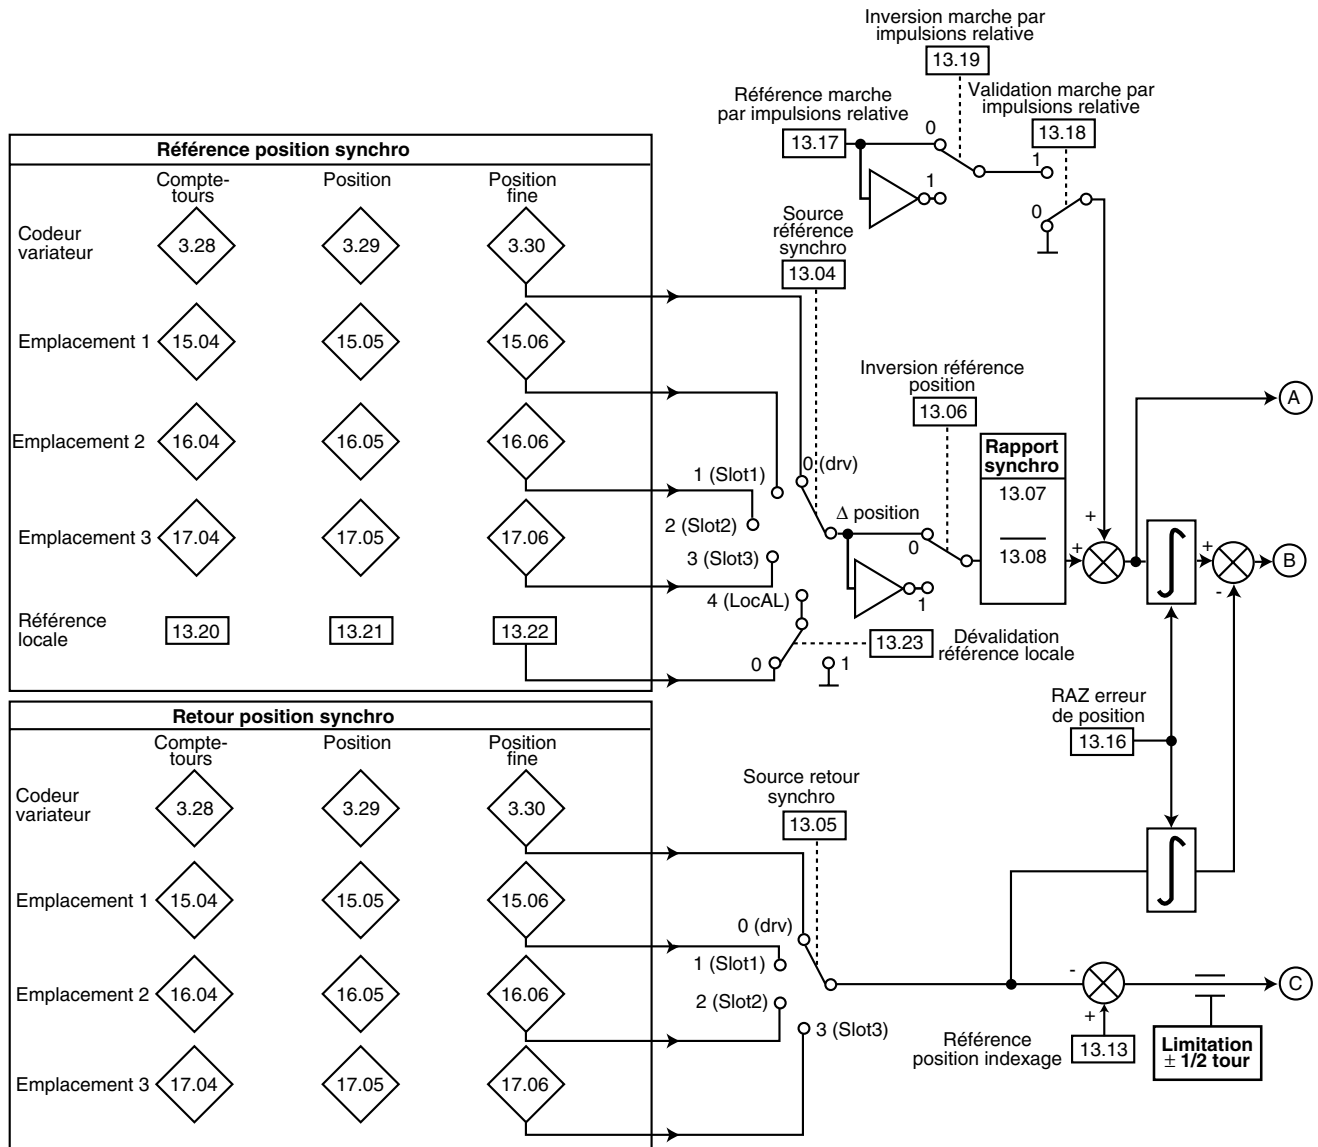 Inversion marche par
impulsions relative
13.19
Référence marche
par impulsions relative
13.17
Validation marche par
impulsions relative
13.18
0
1
1
0
Référence position synchro
Compte-
tours
Position
Position
fine
Codeur
variateur
3.28
3.29
3.30
Emplacement 1
15.04
15.05
15.06
Emplacement 2
16.04
16.05
16.06
Emplacement 3
17.04
17.05
17.06
Référence
locale
13.20
13.21
13.22
Source
référence
synchro
13.04
0 (drv)
1 (Slot1)
2 (Slot2)
3 (Slot3)
4 (LocAL)
0
1
13.23
Dévalidation
référence locale
Δ position
Inversion référence
position
13.06
0
1
Rapport
synchro
13.07
13.08
+
+
+
-
A
B
RAZ erreur
de position
13.16
Retour position synchro
Compte-
tours
Position
Position
fine
Codeur
variateur
3.28
3.29
3.30
Emplacement 1
15.04
15.05
15.06
Emplacement 2
16.04
16.05
16.06
Emplacement 3
17.04
17.05
17.06
Source retour
synchro
13.05
0 (drv)
1 (Slot1)
2 (Slot2)
3 (Slot3)
-
+
C
Référence
position indexage
13.13
Limitation
± 1/2 tour